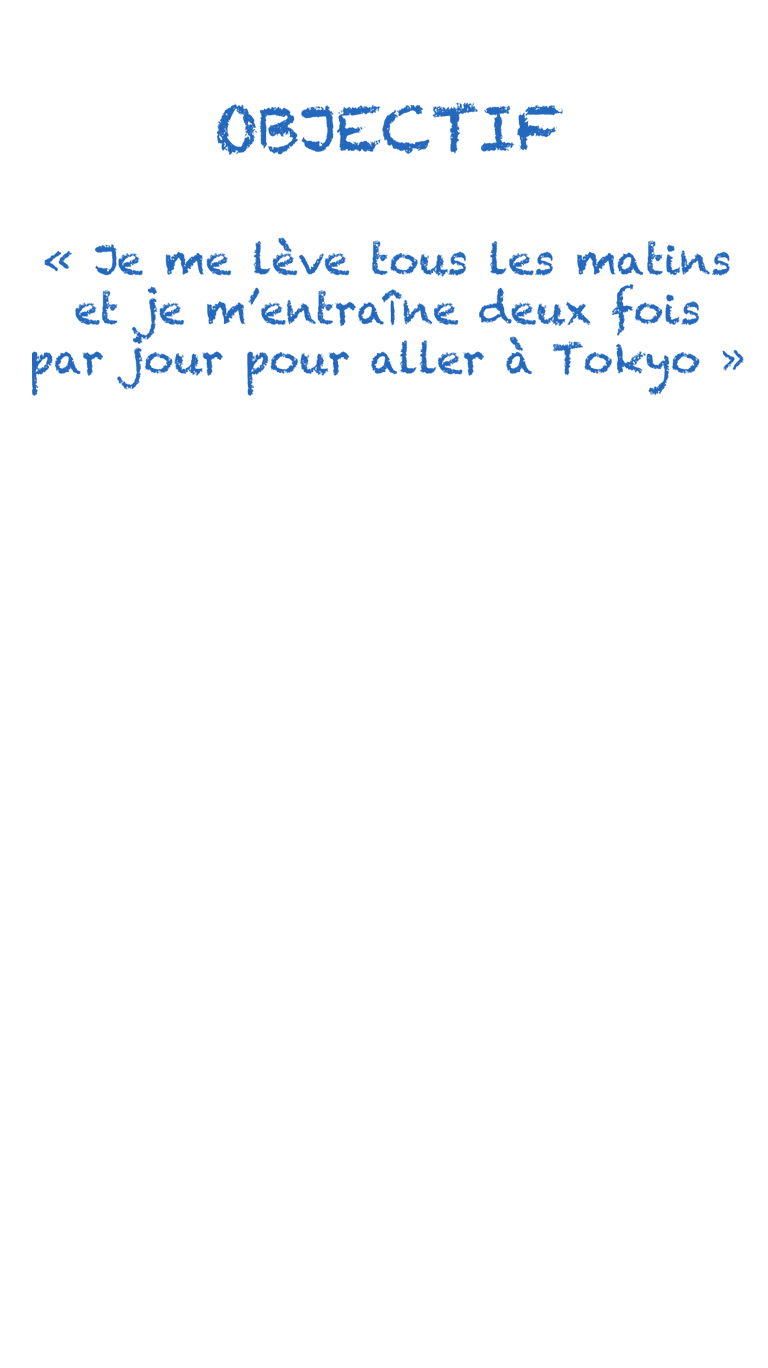 OBJECTIF
« Je me lève tous les matins
et je m’entraîne deux fois
par jour pour aller à Tokyo »